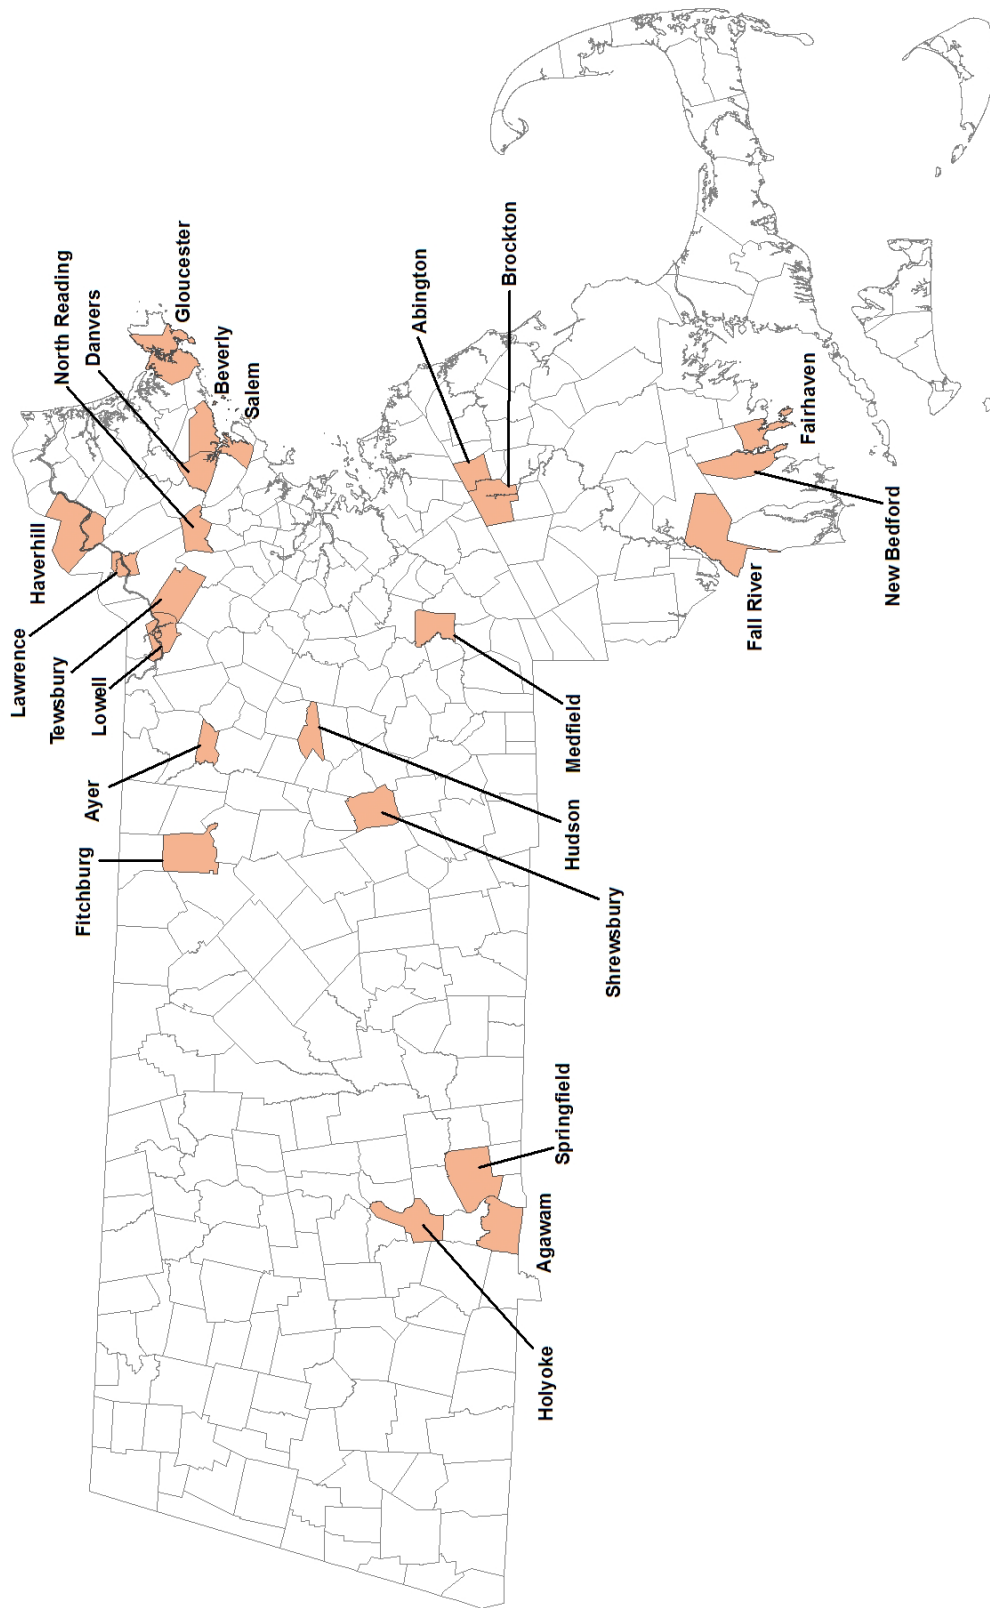 Lawrence
Haverhill
North Reading
Danvers
Gloucester
Tewsbury
Lowell
Beverly
Salem
Ayer
Fitchburg
Abington
Brockton
Medfield
Hudson
Shrewsbury
Fall River
New Bedford
Fairhaven
Springfield
Agawam
Holyoke